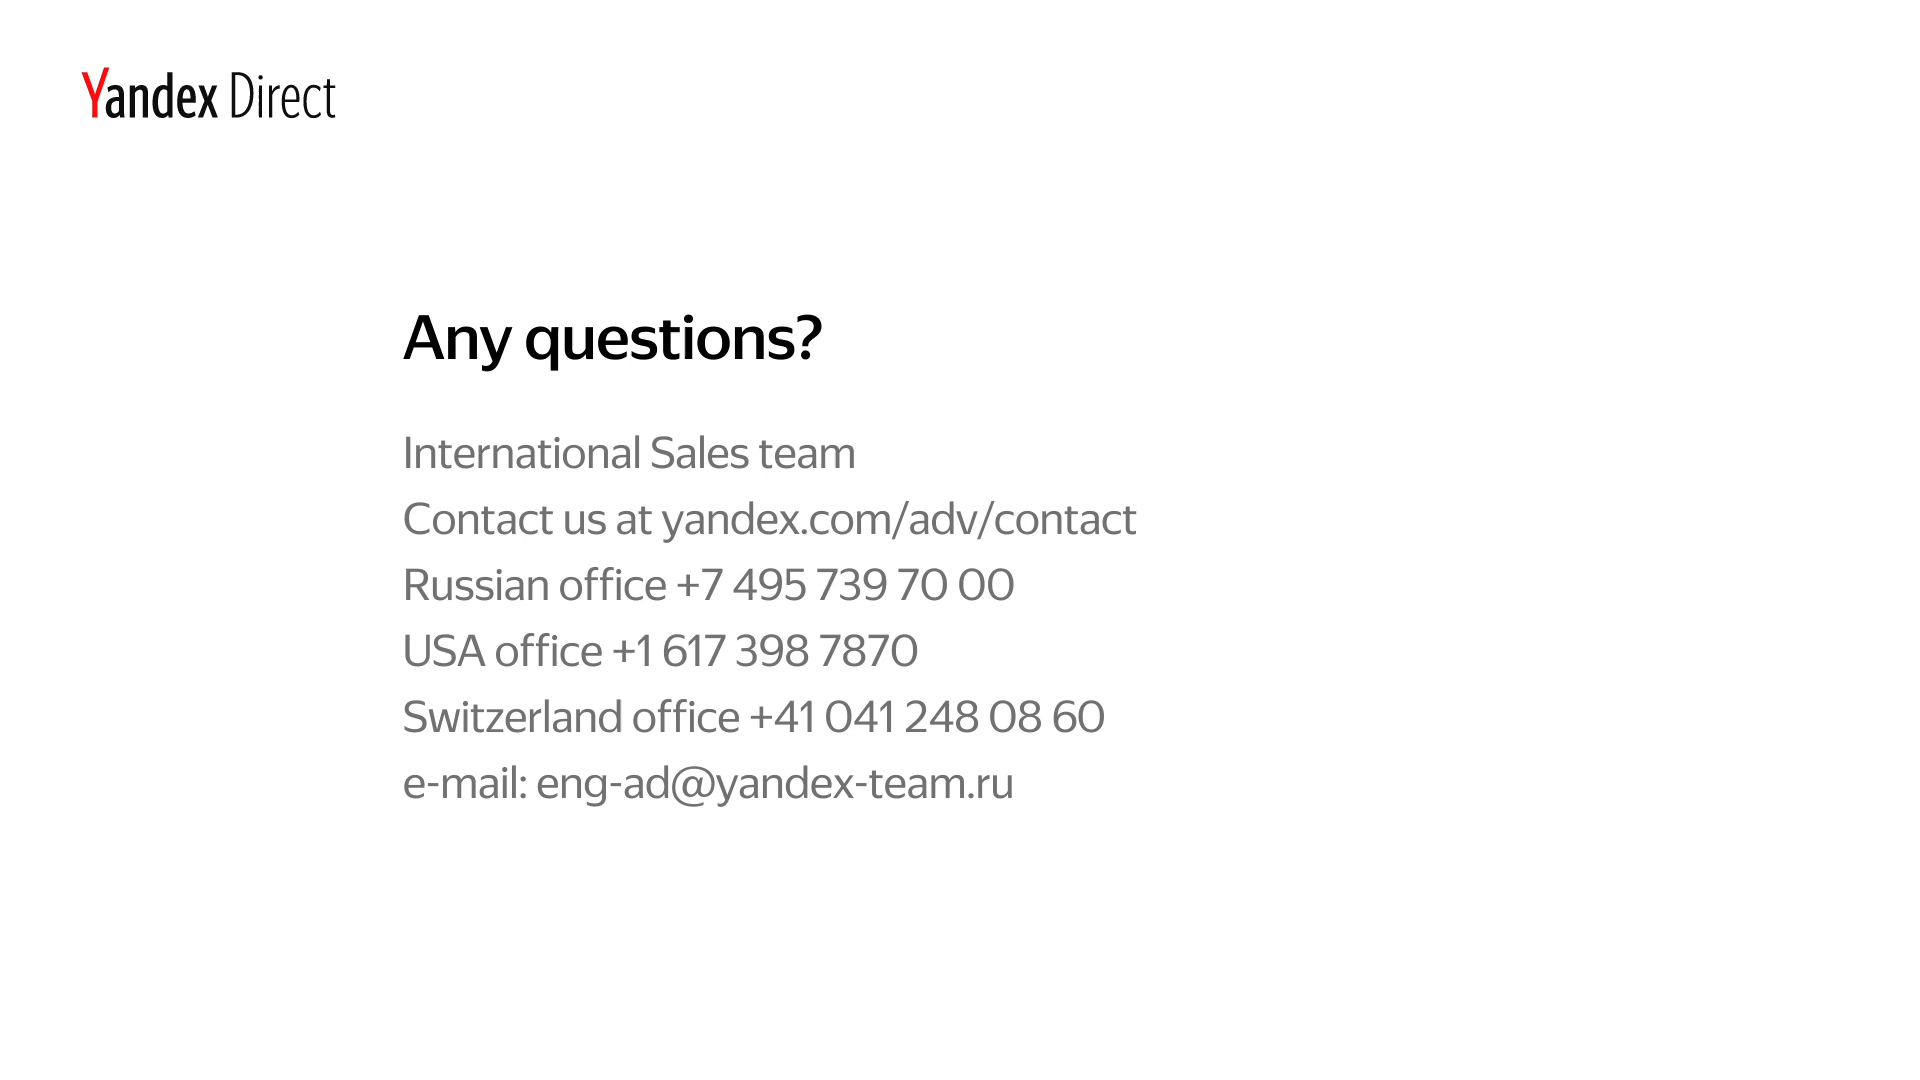 Yandex Direct
Any questions?
International Sales team
Contact us at yandex.com/adv/contact
Russian office +7 495 739 70 00
USA office +1 617 398 7870
Switzerland office +41 041 248 08 60
e-mail: eng-ad@yandex-team.ru